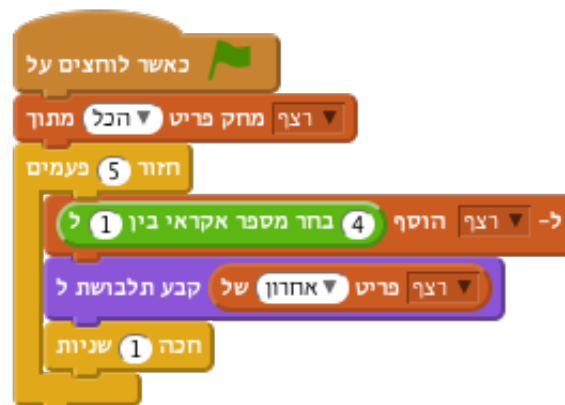 כאשר לוחצים על
רצף מחק פריט הכל מתוך
חזור 5 פעמים
ל- רצף הוסף 4 בחר מספר אקראי בין 1 ל
רצף פריט אחרון של קבע תלבושת ל
חכה 1 שניות